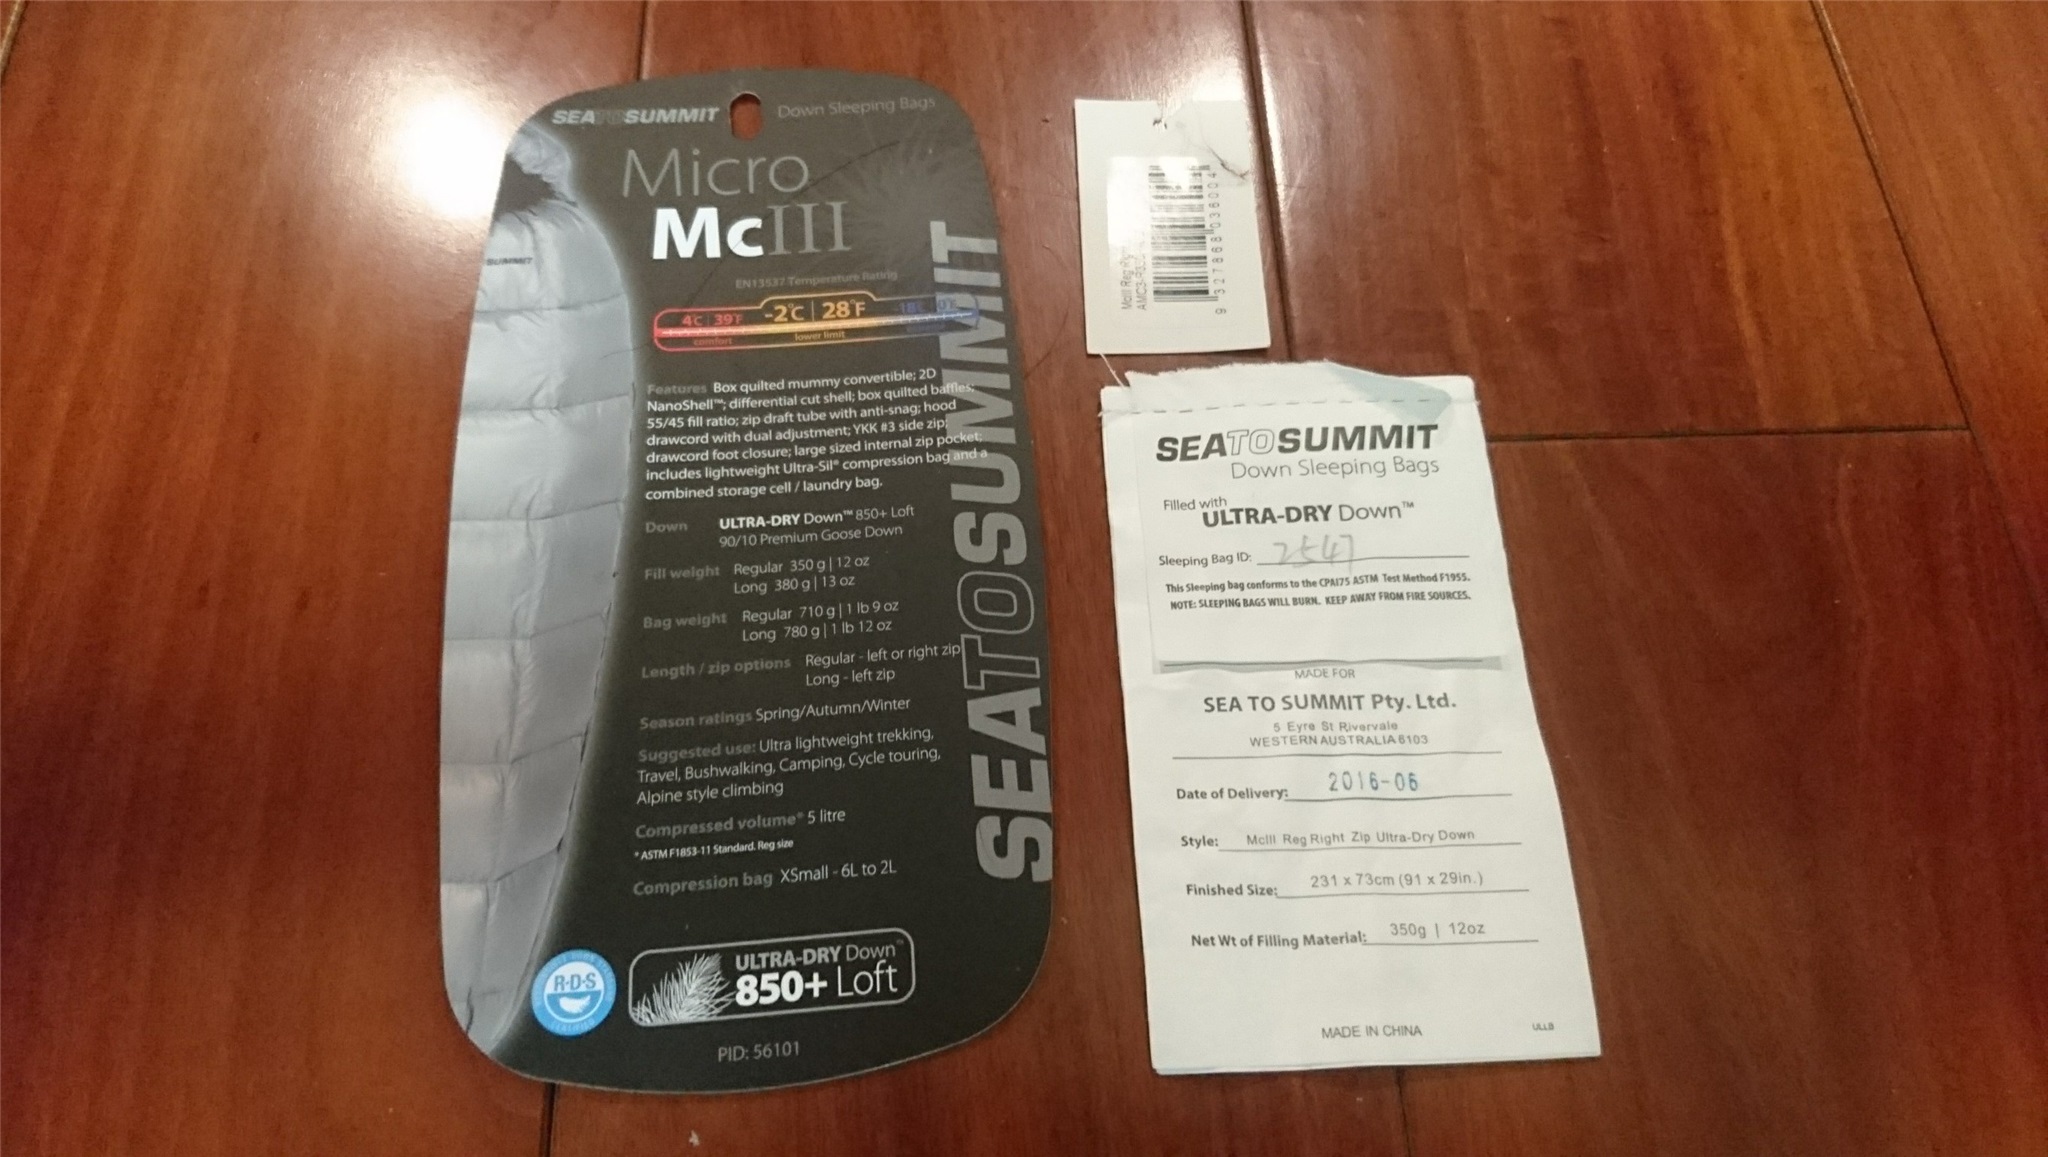 SEATOSUMMIT
Down Sleeping Bags
Micro
McIII
EN13537 Temperature Rating
4°C | 39°F
-2°C | 28°F
-18°C 0°F
comfort
lower limit
extreme
Features Box quilted mummy convertible; 2D
NanoShell™; differential cut shell; box quilted baffles;
55/45 fill ratio; zip draft tube with anti-snag; hood
drawcord with dual adjustment; YKK #3 side zip;
drawcord foot closure; large sized internal zip pocket;
includes lightweight Ultra-Sil® compression bag and a
combined storage cell / laundry bag.
Down ULTRA-DRY Down™ 850+ Loft
90/10 Premium Goose Down
Fill weight Regular 350 g | 12 oz
Long 380 g | 13 oz
Bag weight Regular 710 g | 1 lb 9 oz
Long 780 g | 1 lb 12 oz
Length / zip options Regular - left or right zip
Long - left zip
Season ratings Spring/Autumn/Winter
Suggested use: Ultra lightweight trekking,
Travel, Bushwalking, Camping, Cycle touring,
Alpine style climbing
Compressed volume* 5 litre
* ASTM F1853-11 Standard. Reg size
Compression bag XSmall - 6L to 2L
R·D·S
CERTIFIED
ULTRA-DRY Down™
850+ Loft
PID: 56101
SEATOSUMMIT
SUMMIT
McIII Reg
9 327868 036004
SEATOSUMMIT
Down Sleeping Bags
Filled with
ULTRA-DRY Down™
Sleeping Bag ID: 2547
This Sleeping bag conforms to the CPAI75 ASTM Test Method F1955.
NOTE: SLEEPING BAGS WILL BURN. KEEP AWAY FROM FIRE SOURCES.
MADE FOR
SEA TO SUMMIT Pty. Ltd.
5 Eyre St Rivervale
WESTERN AUSTRALIA 6103
Date of Delivery: 2016-06
Style: McIII Reg Right Zip Ultra-Dry Down
Finished Size: 231 x 73cm (91 x 29in.)
Net Wt of Filling Material: 350g | 12oz
MADE IN CHINA
ULLB